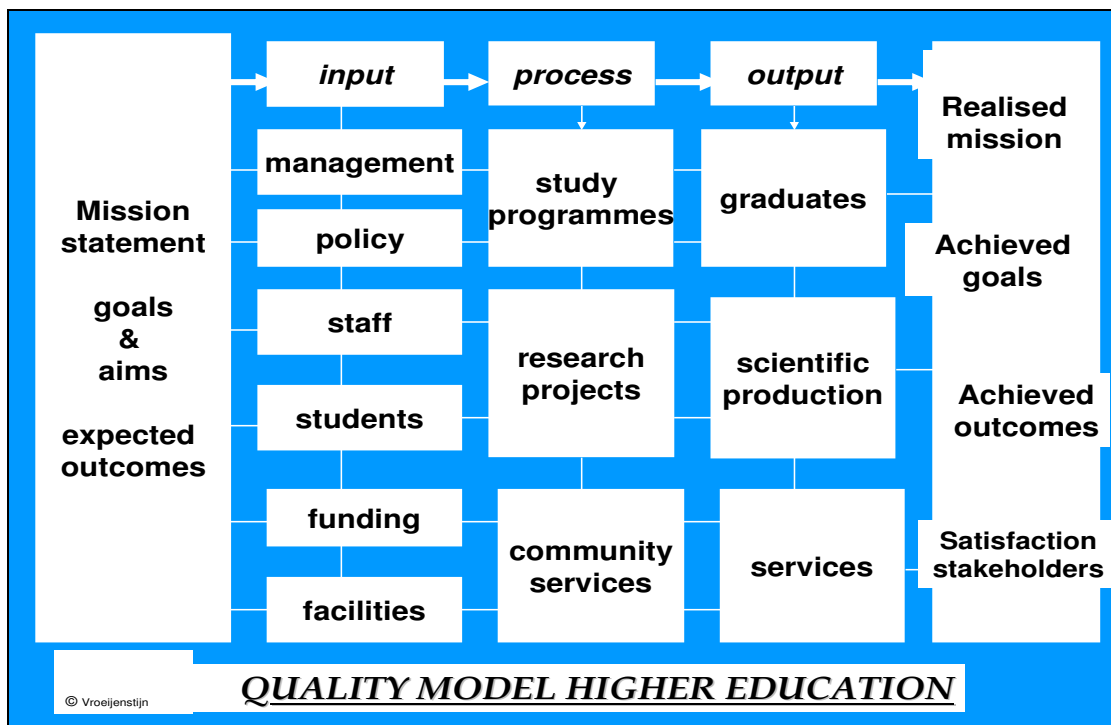 Mission
statement
goals
&
aims
expected
outcomes
input
management
policy
staff
students
funding
facilities
process
study
programmes
research
projects
community
services
output
graduates
scientific
production
services
Realised
mission
Achieved
goals
Achieved
outcomes
Satisfaction
stakeholders
© Vroeijenstijn
QUALITY MODEL HIGHER EDUCATION